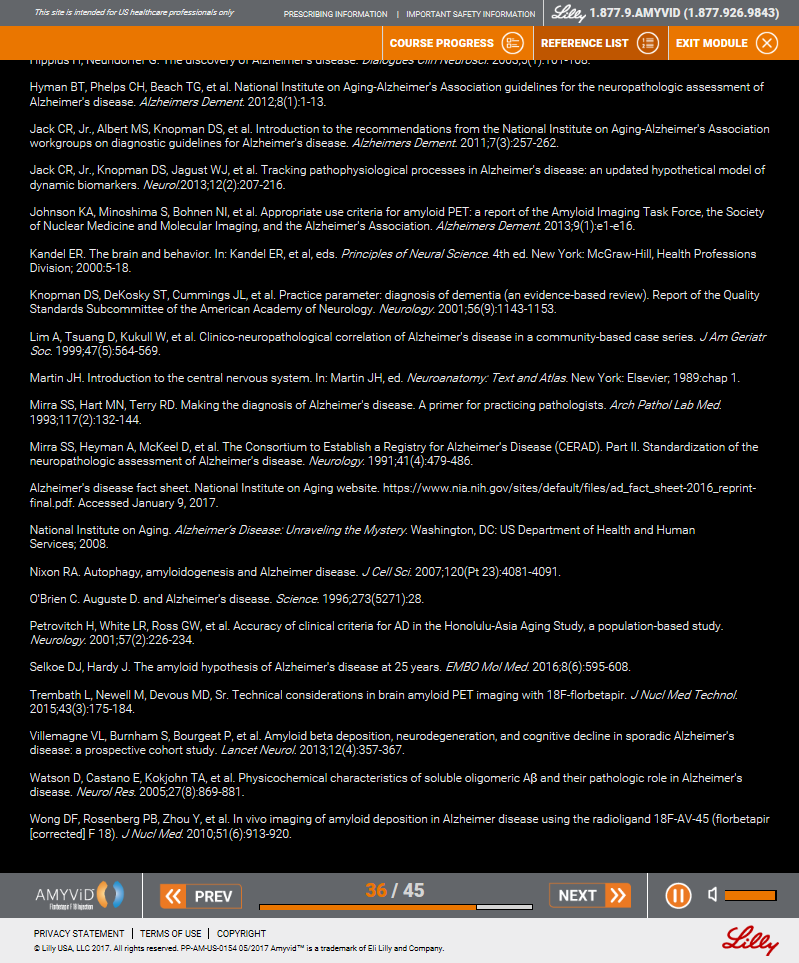 This site is intended for US healthcare professionals only
PRESCRIBING INFORMATION | IMPORTANT SAFETY INFORMATION
Lilly 1.877.9.AMYVID (1.877.926.9843)
COURSE PROGRESS
REFERENCE LIST
EXIT MODULE
Hippius H, Neundörfer G. The discovery of Alzheimer's disease. Dialogues Clin Neurosci. 2003;5(1):101-108.
Hyman BT, Phelps CH, Beach TG, et al. National Institute on Aging-Alzheimer's Association guidelines for the neuropathologic assessment of
Alzheimer's disease. Alzheimers Dement. 2012;8(1):1-13.
Jack CR, Jr., Albert MS, Knopman DS, et al. Introduction to the recommendations from the National Institute on Aging-Alzheimer's Association
workgroups on diagnostic guidelines for Alzheimer's disease. Alzheimers Dement. 2011;7(3):257-262.
Jack CR, Jr., Knopman DS, Jagust WJ, et al. Tracking pathophysiological processes in Alzheimer's disease: an updated hypothetical model of
dynamic biomarkers. Neurol.2013;12(2):207-216.
Johnson KA, Minoshima S, Bohnen NI, et al. Appropriate use criteria for amyloid PET: a report of the Amyloid Imaging Task Force, the Society
of Nuclear Medicine and Molecular Imaging, and the Alzheimer's Association. Alzheimers Dement. 2013;9(1):e1-e16.
Kandel ER. The brain and behavior. In: Kandel ER, et al, eds. Principles of Neural Science. 4th ed. New York: McGraw-Hill, Health Professions
Division; 2000:5-18.
Knopman DS, DeKosky ST, Cummings JL, et al. Practice parameter: diagnosis of dementia (an evidence-based review). Report of the Quality
Standards Subcommittee of the American Academy of Neurology. Neurology. 2001;56(9):1143-1153.
Lim A, Tsuang D, Kukull W, et al. Clinico-neuropathological correlation of Alzheimer's disease in a community-based case series. J Am Geriatr
Soc. 1999;47(5):564-569.
Martin JH. Introduction to the central nervous system. In: Martin JH, ed. Neuroanatomy: Text and Atlas. New York: Elsevier; 1989:chap 1.
Mirra SS, Hart MN, Terry RD. Making the diagnosis of Alzheimer's disease. A primer for practicing pathologists. Arch Pathol Lab Med.
1993;117(2):132-144.
Mirra SS, Heyman A, McKeel D, et al. The Consortium to Establish a Registry for Alzheimer's Disease (CERAD). Part II. Standardization of the
neuropathologic assessment of Alzheimer's disease. Neurology. 1991;41(4):479-486.
Alzheimer's disease fact sheet. National Institute on Aging website. https://www.nia.nih.gov/sites/default/files/ad_fact_sheet-2016_reprint-
final.pdf. Accessed January 9, 2017.
National Institute on Aging. Alzheimer's Disease: Unraveling the Mystery. Washington, DC: US Department of Health and Human
Services; 2008.
Nixon RA. Autophagy, amyloidogenesis and Alzheimer disease. J Cell Sci. 2007;120(Pt 23):4081-4091.
O'Brien C. Auguste D. and Alzheimer's disease. Science. 1996;273(5271):28.
Petrovitch H, White LR, Ross GW, et al. Accuracy of clinical criteria for AD in the Honolulu-Asia Aging Study, a population-based study.
Neurology. 2001;57(2):226-234.
Selkoe DJ, Hardy J. The amyloid hypothesis of Alzheimer's disease at 25 years. EMBO Mol Med. 2016;8(6):595-608.
Trembath L, Newell M, Devous MD, Sr. Technical considerations in brain amyloid PET imaging with 18F-florbetapir. J Nucl Med Technol.
2015;43(3):175-184.
Villemagne VL, Burnham S, Bourgeat P, et al. Amyloid beta deposition, neurodegeneration, and cognitive decline in sporadic Alzheimer's
disease: a prospective cohort study. Lancet Neurol. 2013;12(4):357-367.
Watson D, Castano E, Kokjohn TA, et al. Physicochemical characteristics of soluble oligomeric Aβ and their pathologic role in Alzheimer's
disease. Neurol Res. 2005;27(8):869-881.
Wong DF, Rosenberg PB, Zhou Y, et al. In vivo imaging of amyloid deposition in Alzheimer disease using the radioligand 18F-AV-45 (florbetapir
[corrected] F 18). J Nucl Med. 2010;51(6):913-920.
AMYViD
Florbetapir F 18 Injection
PREV
36 / 45
NEXT
PRIVACY STATEMENT | TERMS OF USE | COPYRIGHT
© Lilly USA, LLC 2017. All rights reserved. PP-AM-US-0154 05/2017 Amyvid™ is a trademark of Eli Lilly and Company.
Lilly